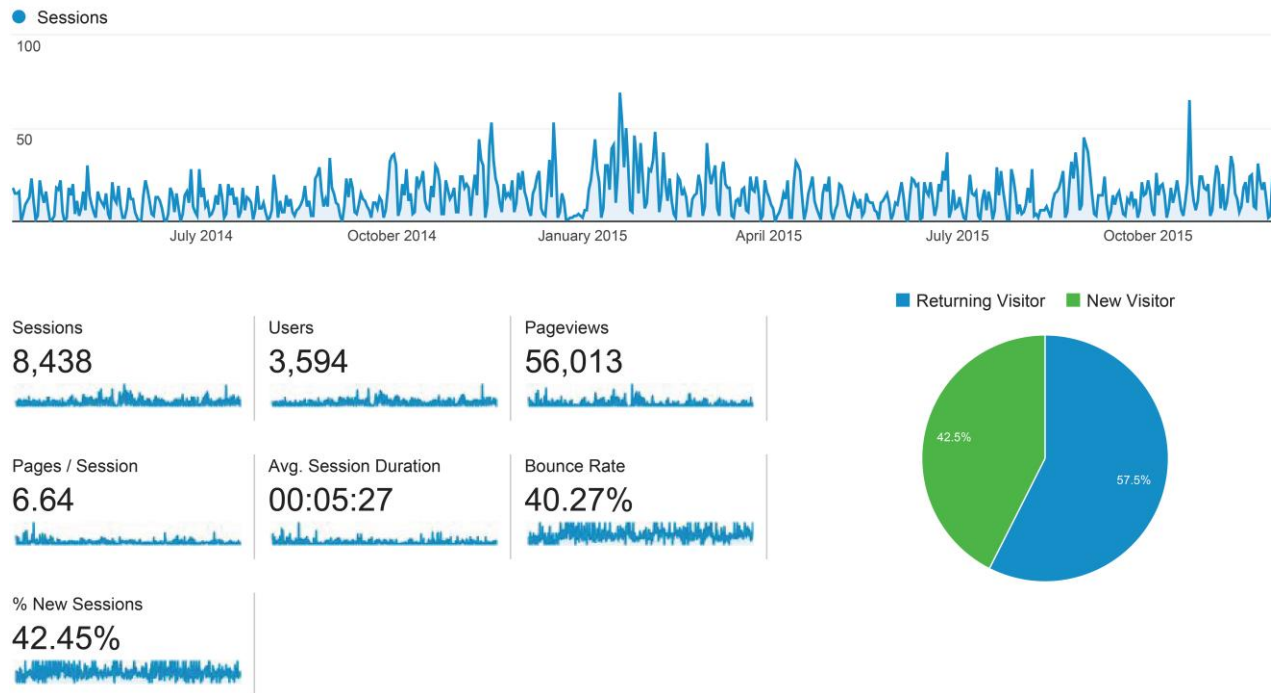 Sessions
100
50
July 2014 October 2014 January 2015 April 2015 July 2015 October 2015
Returning Visitor New Visitor
Sessions
8,438
Users
3,594
Pageviews
56,013
Pages / Session
6.64
Avg. Session Duration
00:05:27
Bounce Rate
40.27%
% New Sessions
42.45%
42.5%
57.5%